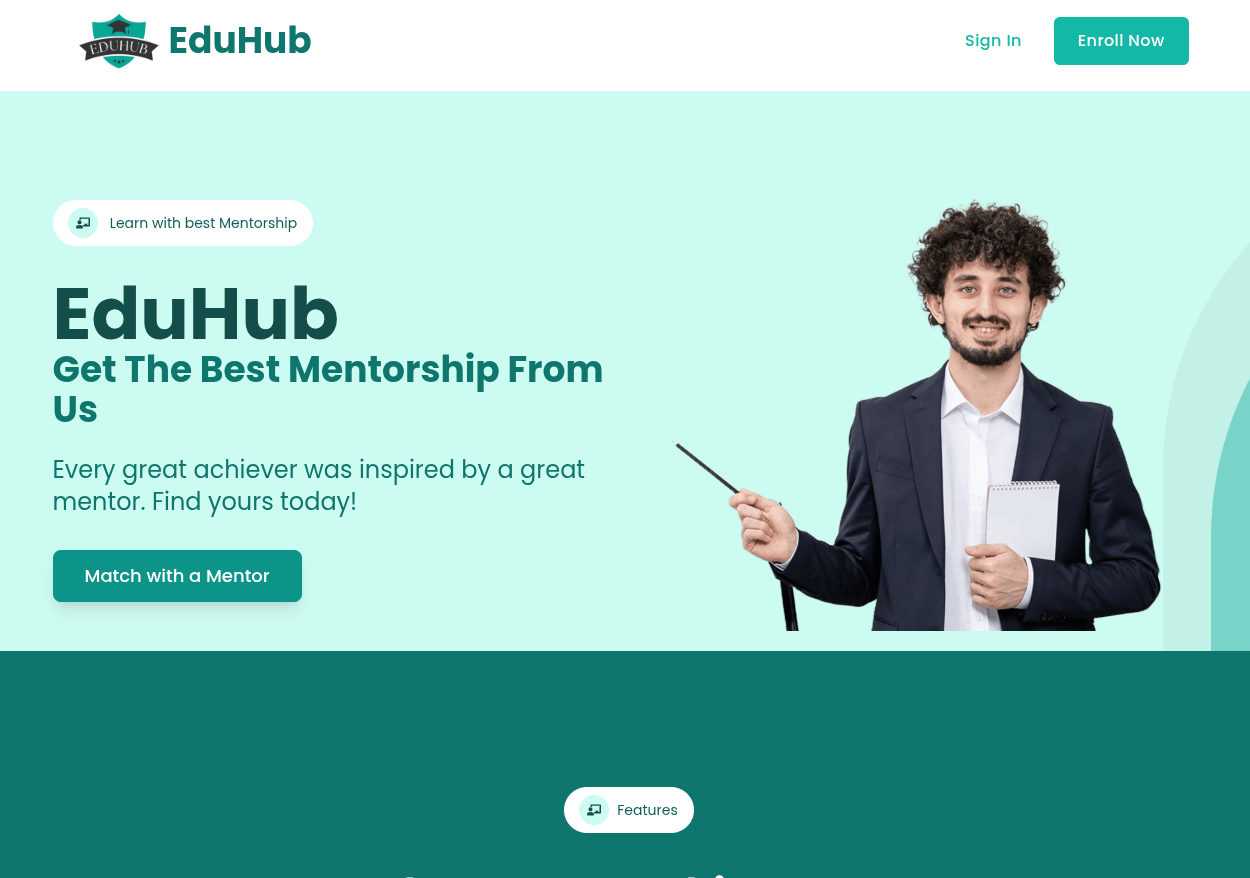 EDUHUB
EduHub
Sign In
Enroll Now
Learn with best Mentorship
EduHub
Get The Best Mentorship From
Us
Every great achiever was inspired by a great
mentor. Find yours today!
Match with a Mentor
Features